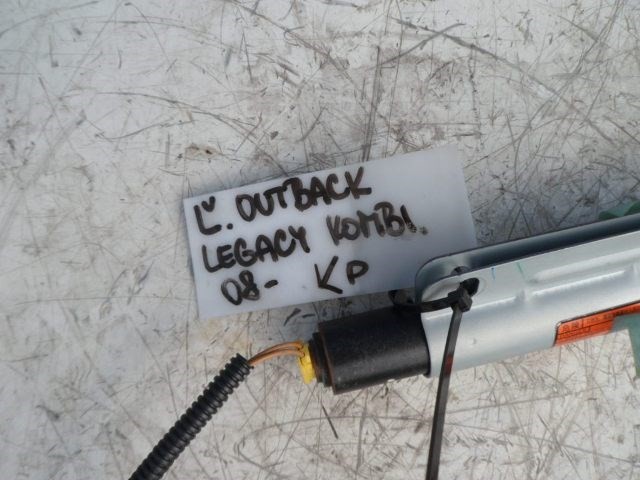 Ľ. OUTBACK
LEGACY KOMBI.
08- KP